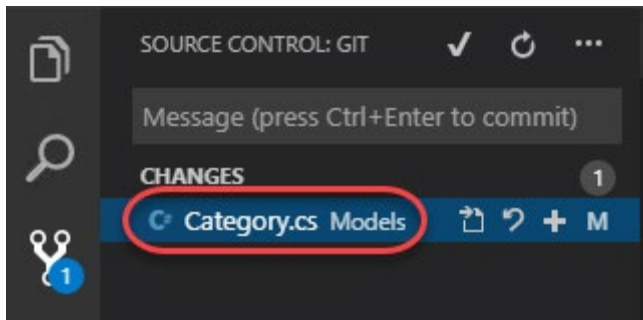 SOURCE CONTROL: GIT
Message (press Ctrl+Enter to commit)
CHANGES 1
C# Category.cs Models M
1